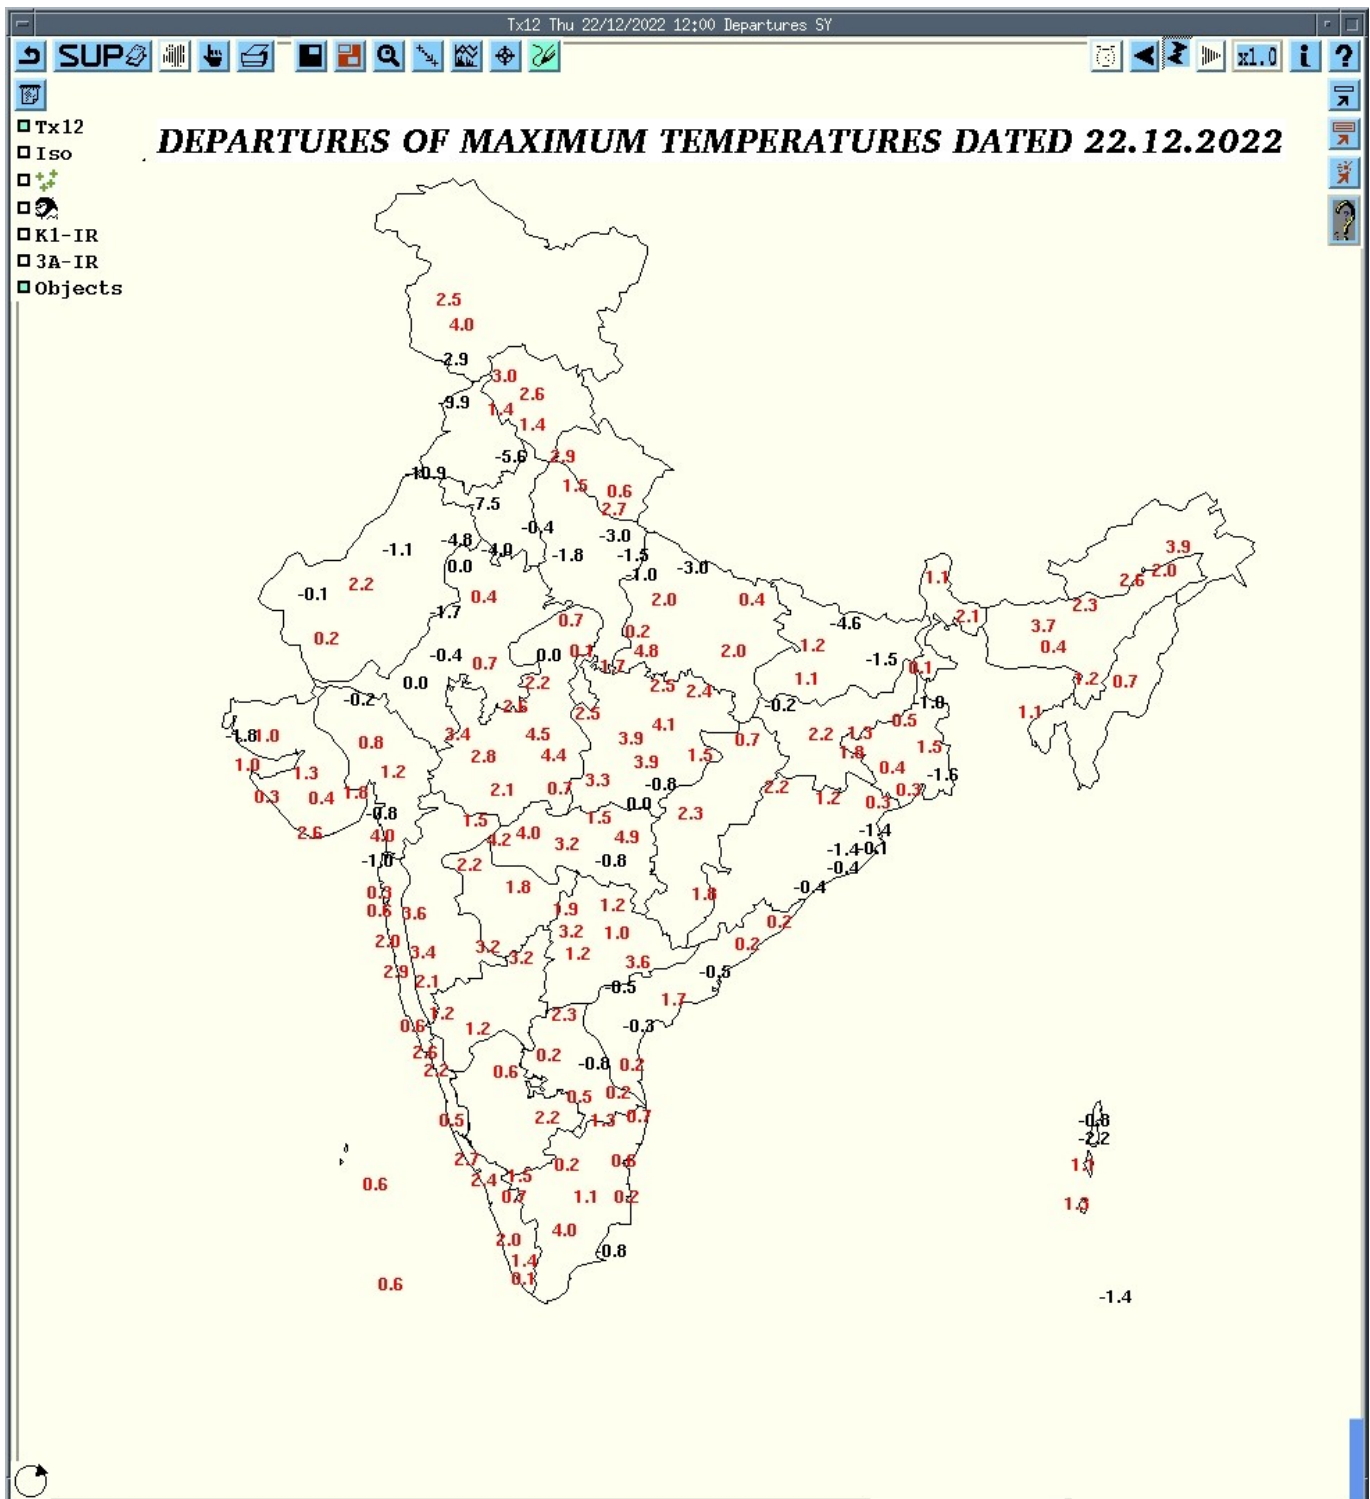 Tx12 Thu 22/12/2022 12:00 Departures SY
SUP
x1.0 i ?
Tx12
Iso
K1-IR
3A-IR
Objects
DEPARTURES OF MAXIMUM TEMPERATURES DATED 22.12.2022
2.5
4.0
-2.9
3.0
2.6
-9.9
1.4
1.4
-5.6 2.9
-10.9
1.5 0.6
-7.5 2.7
-0.4 -3.0
-4.8 -4.0
-1.1 -1.8 -1.5
3.9
0.0 -1.0 -3.0
2.0
1.1 2.6
-0.1 2.2
0.4 2.0 0.4
2.3
-1.7 0.7
2.1
-4.6 3.7
0.2 0.2
1.2 0.4
-0.4 0.7 0.0 0.1 4.8 2.0
1.7 -1.5 0.1
0.0 2.2 2.5 2.4 1.1 1.2 0.7
-0.2 2.6 2.5 -0.2 -1.0 1.1
4.1 0.5
-1.8 1.0 3.4 4.5 3.9 0.7 2.2 1.3
0.8 1.5
2.8 4.4 3.9 1.5 1.8
1.0 1.3 1.2 0.4 -1.6
3.3 -0.8
0.3 0.4 1.8 2.1 0.7 2.2 1.2 0.3 0.3
-0.8 0.0 2.3
2.6 4.0 1.5 4.2 4.0 1.5 4.9 -1.4
3.2 -1.4 -0.1
-1.0 2.2 -0.8 -0.4
0.3 1.8 1.8 -0.4
0.6 3.6 1.9 1.2
3.2 1.0 0.2
2.0 3.4 3.2 3.2 1.2 0.2
3.6
2.9 2.1 -0.5
-0.5
1.7
1.2 2.3
0.6 1.2 -0.3
2.6 0.2
2.2 0.6 -0.8 0.2
0.5 0.2
0.5 2.2 1.3 0.7 -0.8
-2.2
2.7 0.2
2.4 1.5
0.6 0.7 1.1 0.2
4.0
2.0 -0.8
1.4
0.1
0.6
-1.4